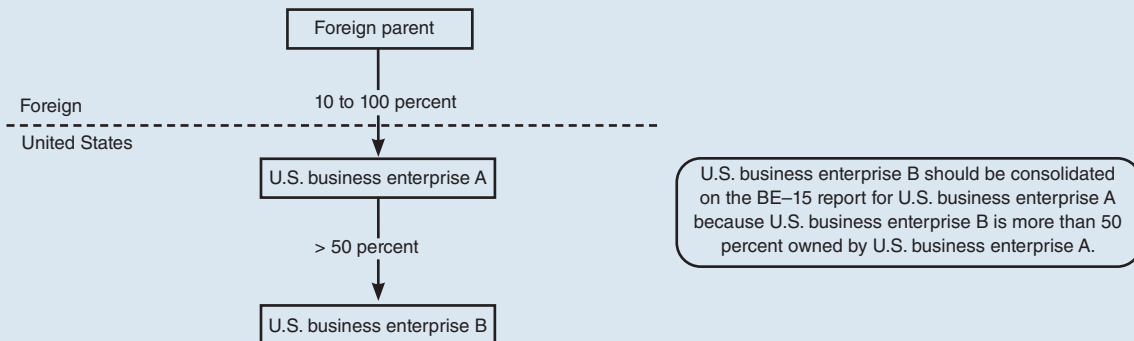 Foreign parent
Foreign
10 to 100 percent
United States
U.S. business enterprise A
U.S. business enterprise B should be consolidated
on the BE–15 report for U.S. business enterprise A
because U.S. business enterprise B is more than 50
percent owned by U.S. business enterprise A.
> 50 percent
U.S. business enterprise B